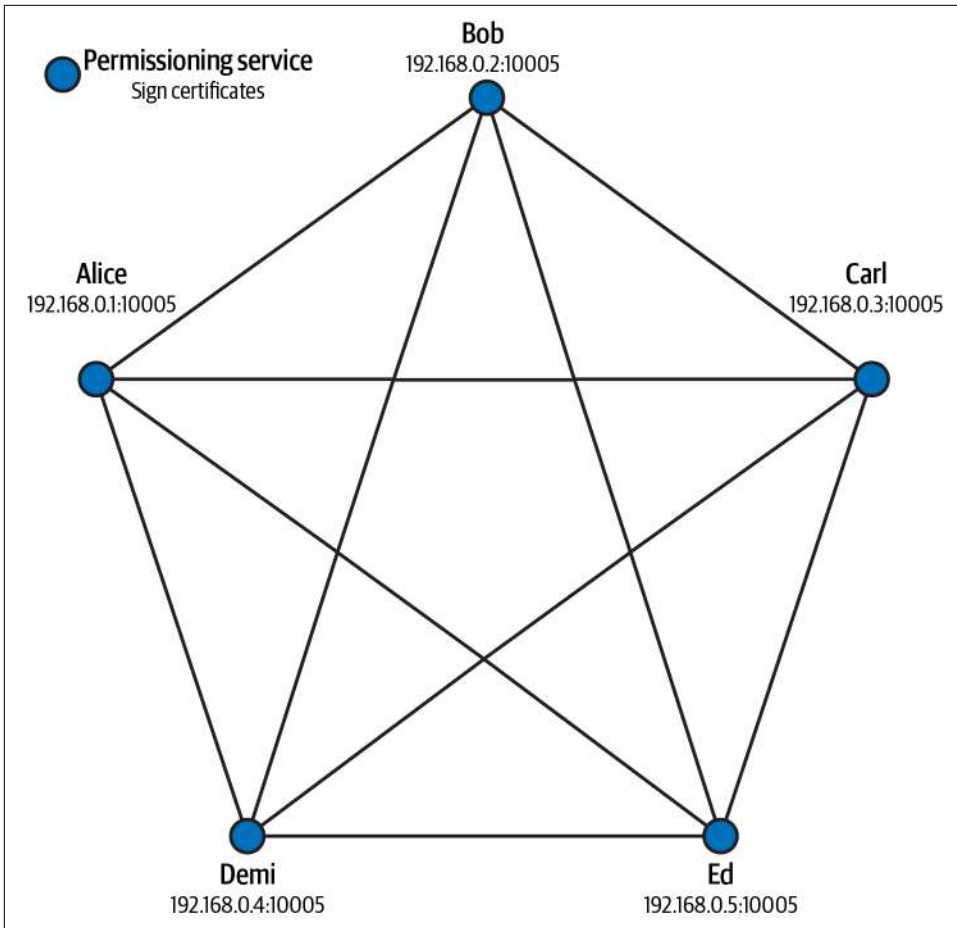 Permissioning service
Sign certificates
Bob
192.168.0.2:10005
Alice
192.168.0.1:10005
Carl
192.168.0.3:10005
Demi
192.168.0.4:10005
Ed
192.168.0.5:10005